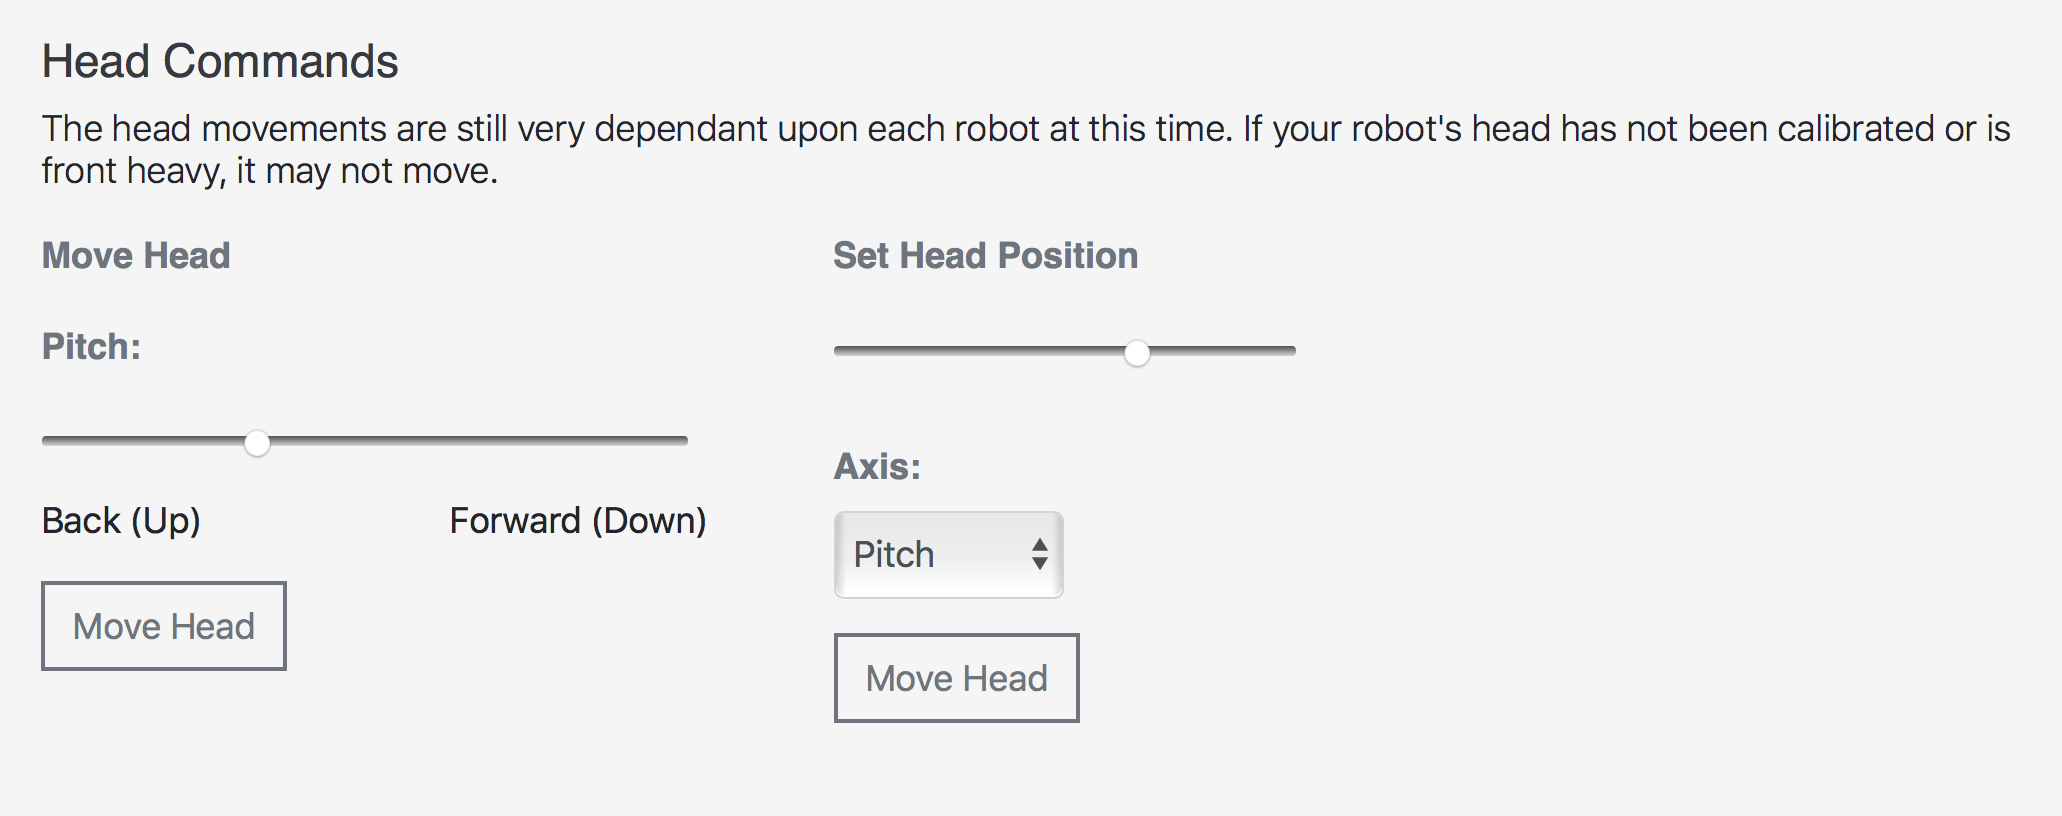 Head Commands
The head movements are still very dependant upon each robot at this time. If your robot's head has not been calibrated or is
front heavy, it may not move.
Move Head
Pitch:
Back (Up) Forward (Down)
Move Head
Set Head Position
Axis:
Pitch
Move Head